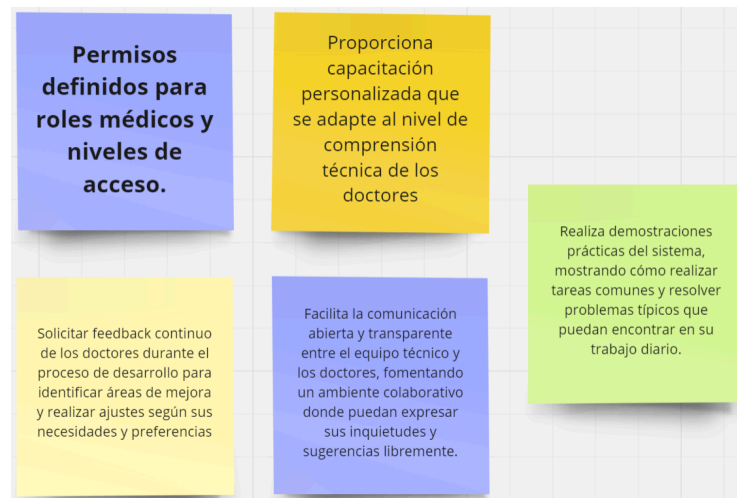 Permisos
definidos para
roles médicos y
niveles de
acceso.
Proporciona
capacitación
personalizada que
se adapte al nivel de
comprensión
técnica de los
doctores
Realiza demostraciones
prácticas del sistema,
mostrando cómo realizar
tareas comunes y resolver
problemas típicos que
puedan encontrar en su
trabajo diario.
Solicitar feedback continuo
de los doctores durante el
proceso de desarrollo para
identificar áreas de mejora
y realizar ajustes según sus
necesidades y preferencias
Facilita la comunicación
abierta y transparente
entre el equipo técnico y
los doctores, fomentando
un ambiente colaborativo
donde puedan expresar
sus inquietudes y
sugerencias libremente.